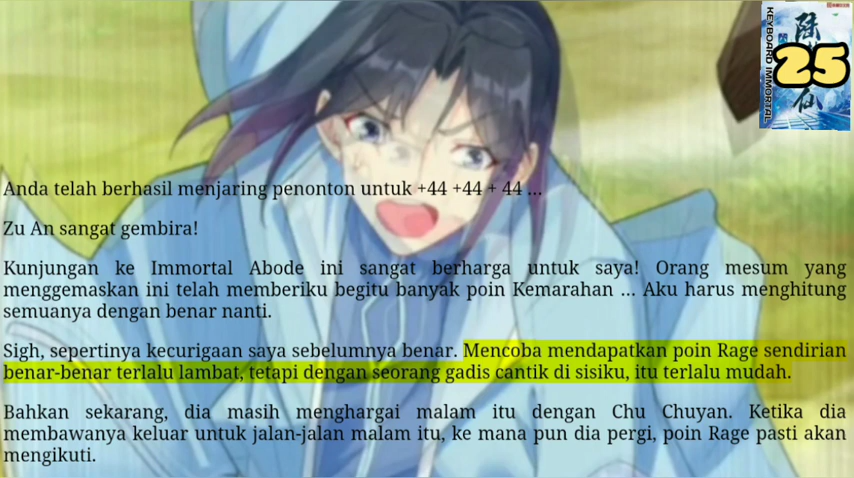 KEYBOARD IMMORTAL
25
Anda telah berhasil menjaring penonton untuk +44 +44 + 44 ...
Zu An sangat gembira!
Kunjungan ke Immortal Abode ini sangat berharga untuk saya! Orang mesum yang
menggemaskan ini telah memberiku begitu banyak poin Kemarahan ... Aku harus menghitung
semuanya dengan benar nanti.
Sigh, sepertinya kecurigaan saya sebelumnya benar. Mencoba mendapatkan poin Rage sendirian
benar-benar terlalu lambat, tetapi dengan seorang gadis cantik di sisiku, itu terlalu mudah.
Bahkan sekarang, dia masih menghargai malam itu dengan Chu Chuyan. Ketika dia
membawanya keluar untuk jalan-jalan malam itu, ke mana pun dia pergi, poin Rage pasti akan
mengikuti.